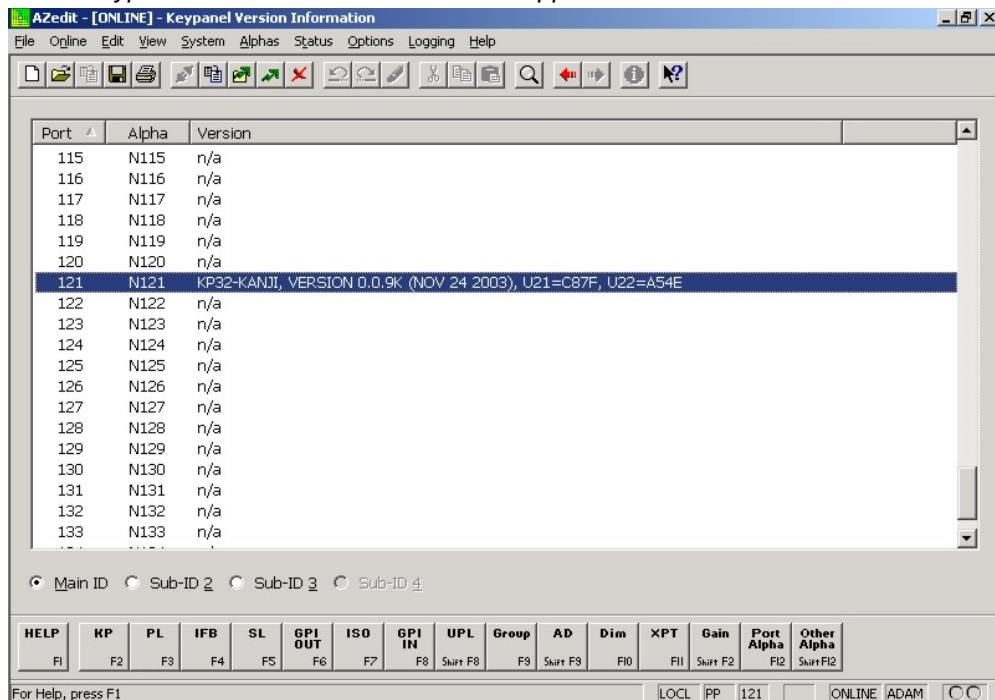 AZedit - [ONLINE] - Keypanel Version Information
File Online Edit View System Alphas Status Options Logging Help
Port Alpha Version
115 N115 n/a
116 N116 n/a
117 N117 n/a
118 N118 n/a
119 N119 n/a
120 N120 n/a
121 N121 KP32-KANJI, VERSION 0.0.9K (NOV 24 2003), U21=C87F, U22=A54E
122 N122 n/a
123 N123 n/a
124 N124 n/a
125 N125 n/a
126 N126 n/a
127 N127 n/a
128 N128 n/a
129 N129 n/a
130 N130 n/a
131 N131 n/a
132 N132 n/a
133 N133 n/a
Main ID Sub-ID 2 Sub-ID 3 Sub-ID 4
HELP KP PL IFB SL GPI OUT ISO GPI IN UPL Group AD Dim XPT Gain Port Alpha Other Alpha
F1 F2 F3 F4 F5 F6 F7 F8 Shift F8 F9 Shift F9 F10 F11 Shift F2 F12 Shift F12
For Help, press F1 LOCL PP 121 ONLINE ADAM